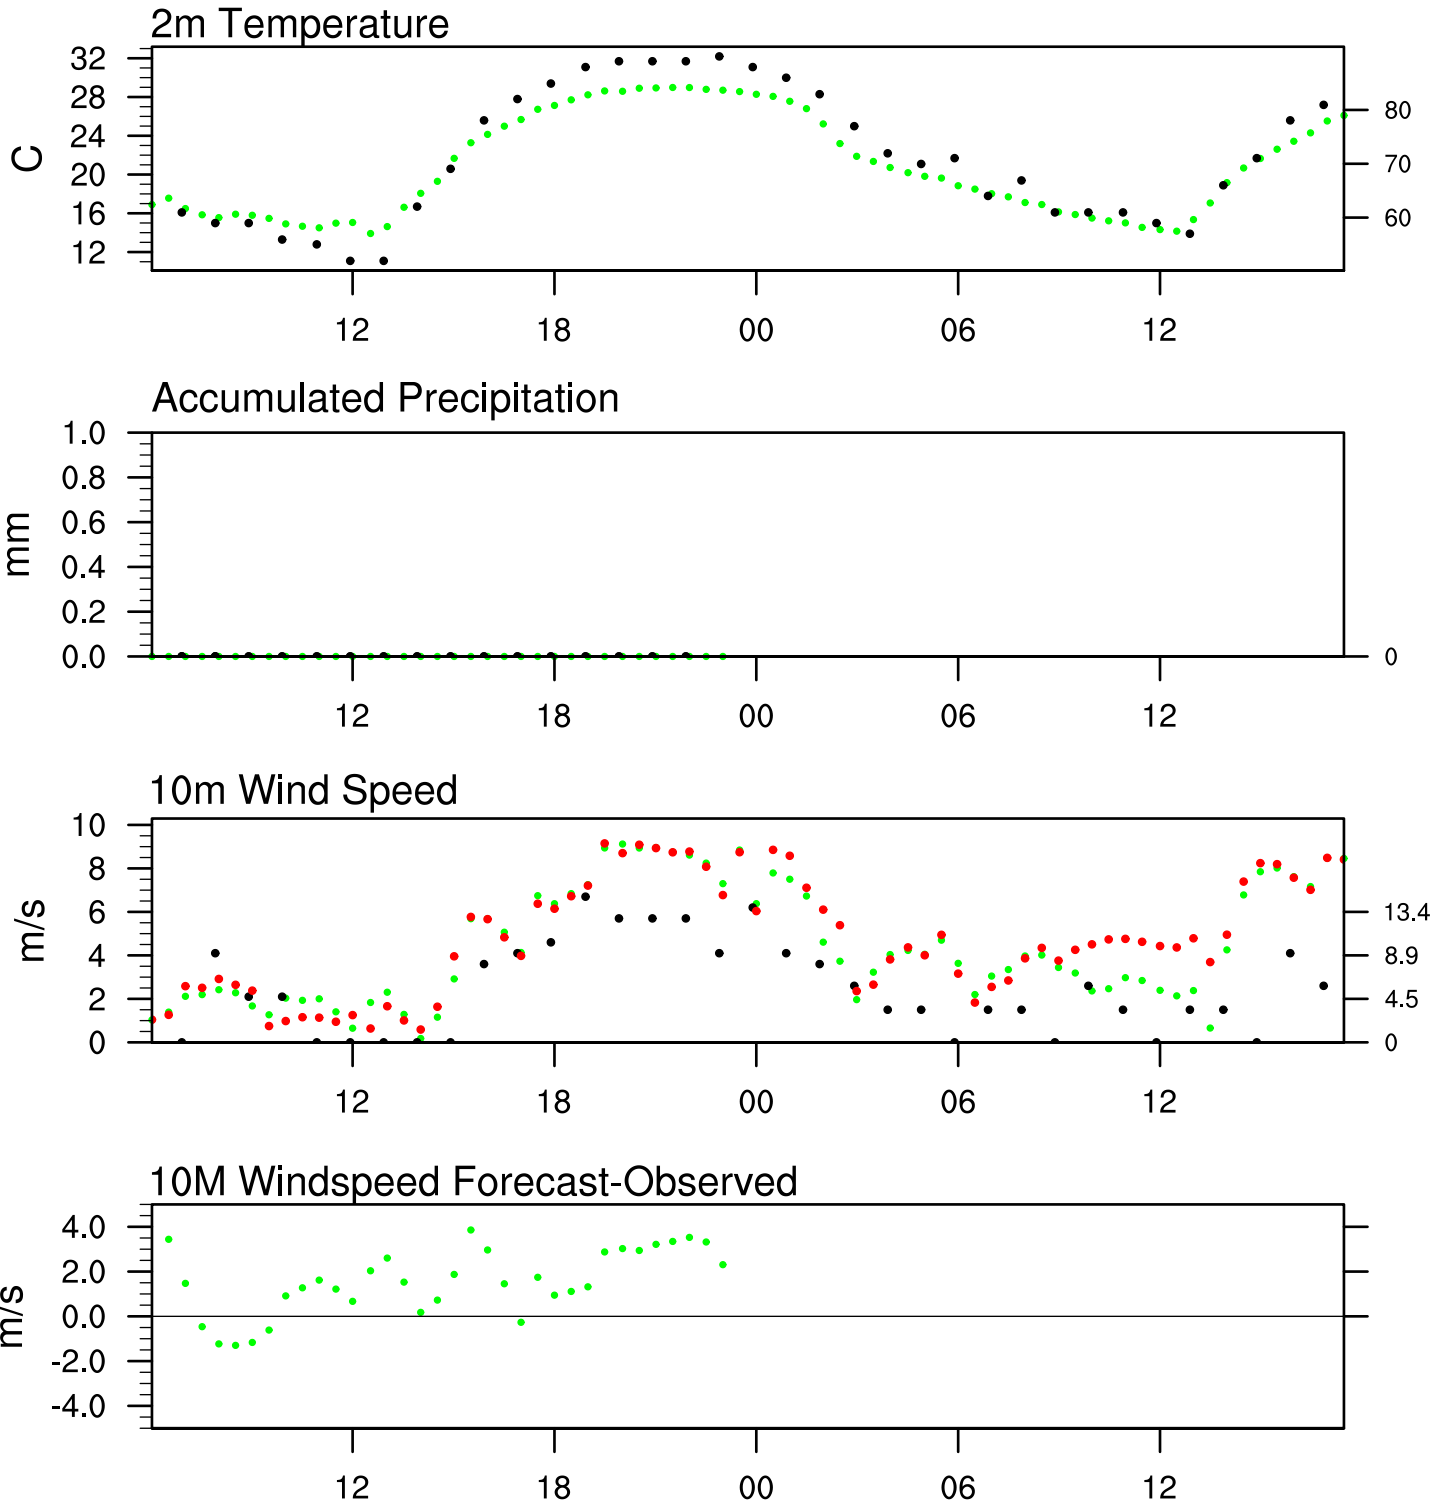 2m Temperature
32
28
24
20
16
12
C
80
70
60
12 18 00 06 12
Accumulated Precipitation
1.0
0.8
0.6
0.4
0.2
0.0
mm
0
12 18 00 06 12
10m Wind Speed
10
8
6
4
2
0
m/s
13.4
8.9
4.5
0
12 18 00 06 12
10M Windspeed Forecast-Observed
4.0
2.0
0.0
-2.0
-4.0
m/s
12 18 00 06 12